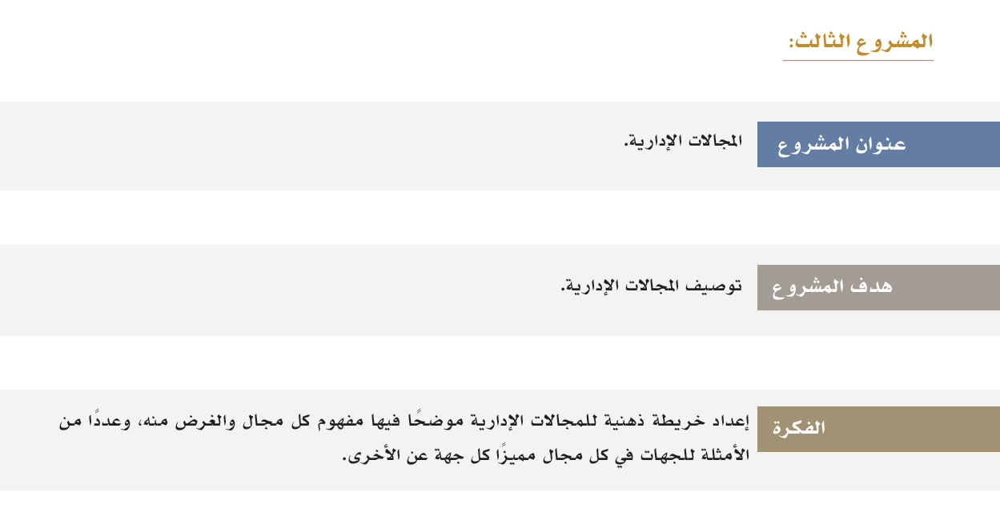 المشروع الثالث:
عنوان المشروع
المجالات الإدارية.
هدف المشروع
توصيف المجالات الإدارية.
الفكرة
إعداد خريطة ذهنية للمجالات الإدارية موضحًا فيها مفهوم كل مجال والغرض منه، وعددًا من
الأمثلة للجهات في كل مجال مميزًا كل جهة عن الأخرى.